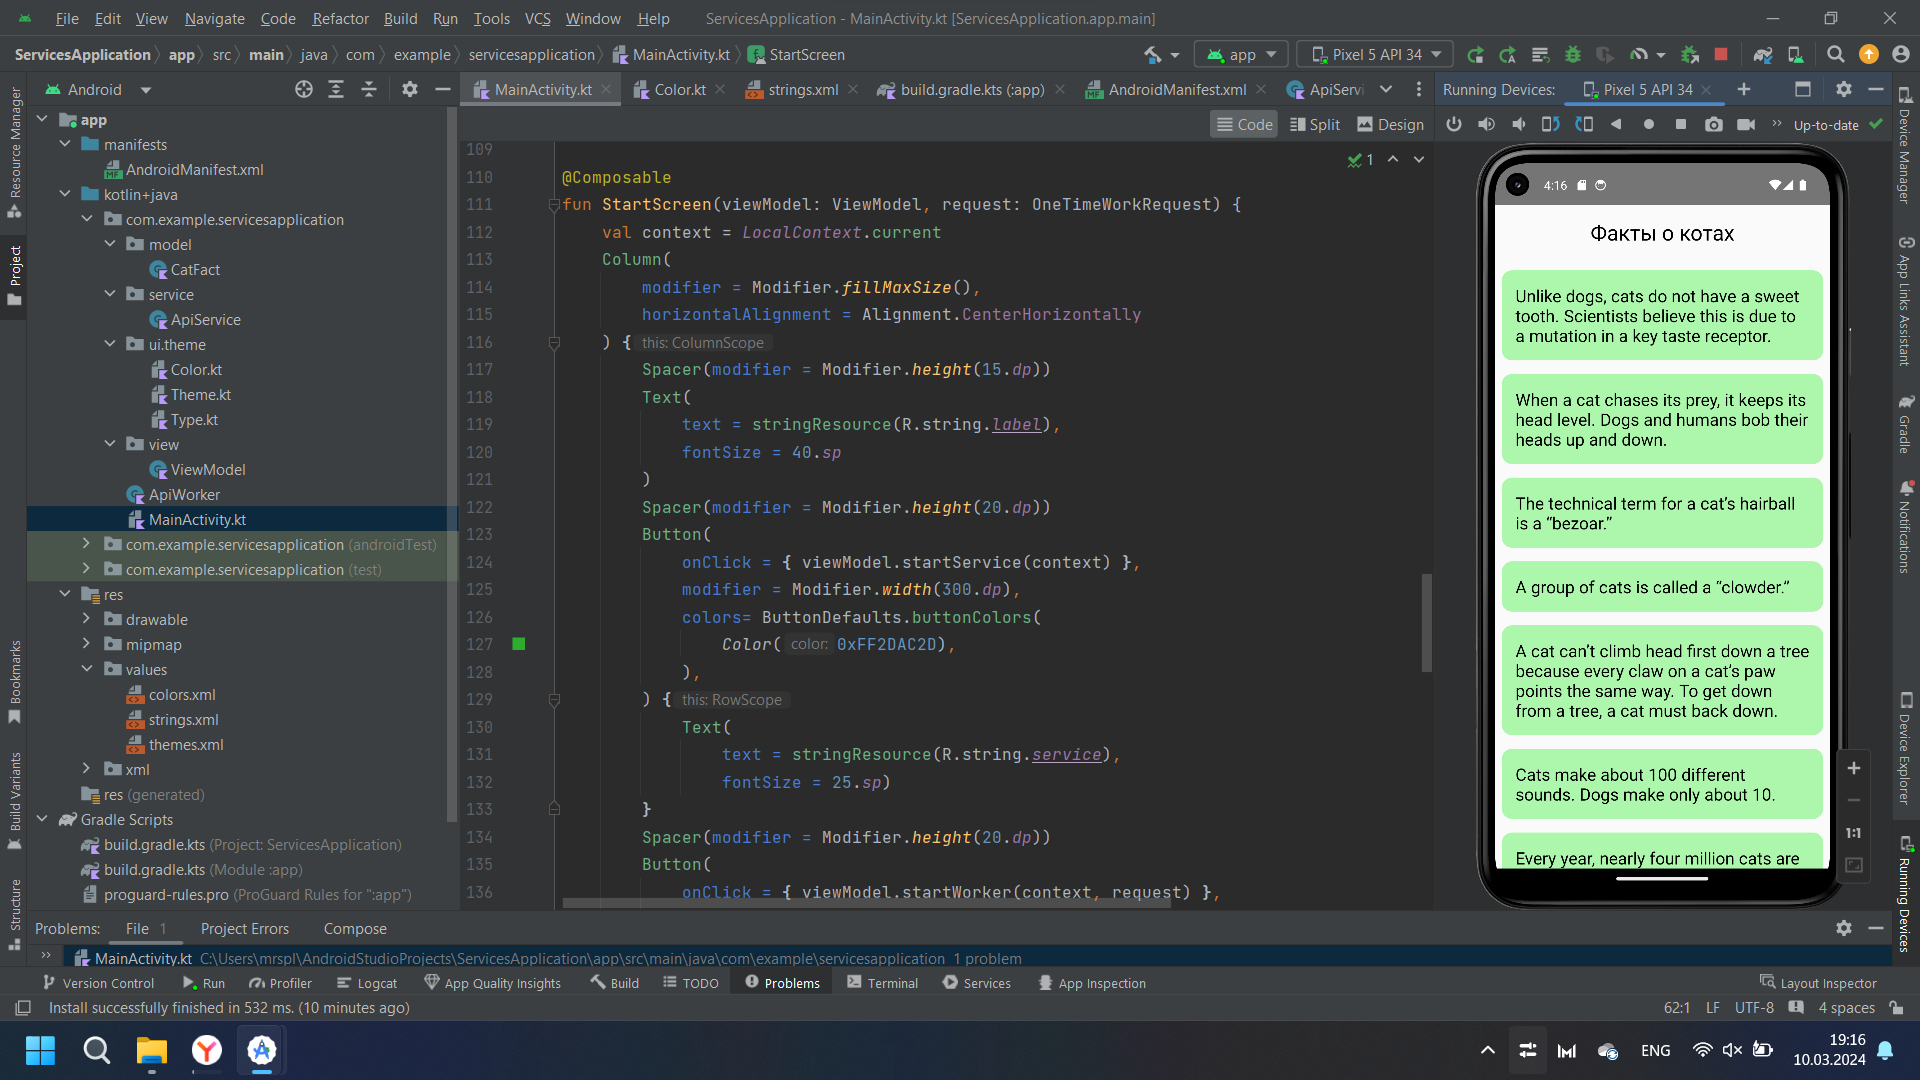 File Edit View Navigate Code Refactor Build Run Tools VCS Window Help ServicesApplication - MainActivity.kt [ServicesApplication.app.main]
ServicesApplication app src main java com example servicesapplication MainActivity.kt StartScreen app Pixel 5 API 34
Android MainActivity.kt Color.kt strings.xml build.gradle.kts (:app) AndroidManifest.xml ApiServi Running Devices: Pixel 5 API 34
Code Split Design Up-to-date
Resource Manager
Project
Bookmarks
Build Variants
Structure
app
manifests
AndroidManifest.xml
kotlin+java
com.example.servicesapplication
model
CatFact
service
ApiService
ui.theme
Color.kt
Theme.kt
Type.kt
view
ViewModel
ApiWorker
MainActivity.kt
com.example.servicesapplication (androidTest)
com.example.servicesapplication (test)
res
drawable
mipmap
values
colors.xml
strings.xml
themes.xml
xml
res (generated)
Gradle Scripts
build.gradle.kts (Project: ServicesApplication)
build.gradle.kts (Module :app)
proguard-rules.pro (ProGuard Rules for ":app")
1
109
110 @Composable
111 fun StartScreen(viewModel: ViewModel, request: OneTimeWorkRequest) {
112 val context = LocalContext.current
113 Column(
114 modifier = Modifier.fillMaxSize(),
115 horizontalAlignment = Alignment.CenterHorizontally
116 ) { this: ColumnScope
117 Spacer(modifier = Modifier.height(15.dp))
118 Text(
119 text = stringResource(R.string.label),
120 fontSize = 40.sp
121 )
122 Spacer(modifier = Modifier.height(20.dp))
123 Button(
124 onClick = { viewModel.startService(context) },
125 modifier = Modifier.width(300.dp),
126 colors= ButtonDefaults.buttonColors(
127 Color( color: 0xFF2DAC2D),
128 ),
129 ) { this: RowScope
130 Text(
131 text = stringResource(R.string.service),
132 fontSize = 25.sp)
133 }
134 Spacer(modifier = Modifier.height(20.dp))
135 Button(
136 onClick = { viewModel.startWorker(context, request) },
4:16
Факты о котах
Unlike dogs, cats do not have a sweet
tooth. Scientists believe this is due to
a mutation in a key taste receptor.
When a cat chases its prey, it keeps its
head level. Dogs and humans bob their
heads up and down.
The technical term for a cat’s hairball
is a “bezoar.”
A group of cats is called a “clowder.”
A cat can’t climb head first down a tree
because every claw on a cat’s paw
points the same way. To get down
from a tree, a cat must back down.
Cats make about 100 different
sounds. Dogs make only about 10.
Every year, nearly four million cats are
1:1
Device Manager
App Links Assistant
Gradle
Notifications
Device Explorer
Running Devices
Problems: File 1 Project Errors Compose
MainActivity.kt C:\Users\mrspl\AndroidStudioProjects\ServicesApplication\app\src\main\java\com\example\servicesapplication 1 problem
Version Control Run Profiler Logcat App Quality Insights Build TODO Problems Terminal Services App Inspection Layout Inspector
Install successfully finished in 532 ms. (10 minutes ago) 62:1 LF UTF-8 4 spaces
ENG 19:16
10.03.2024